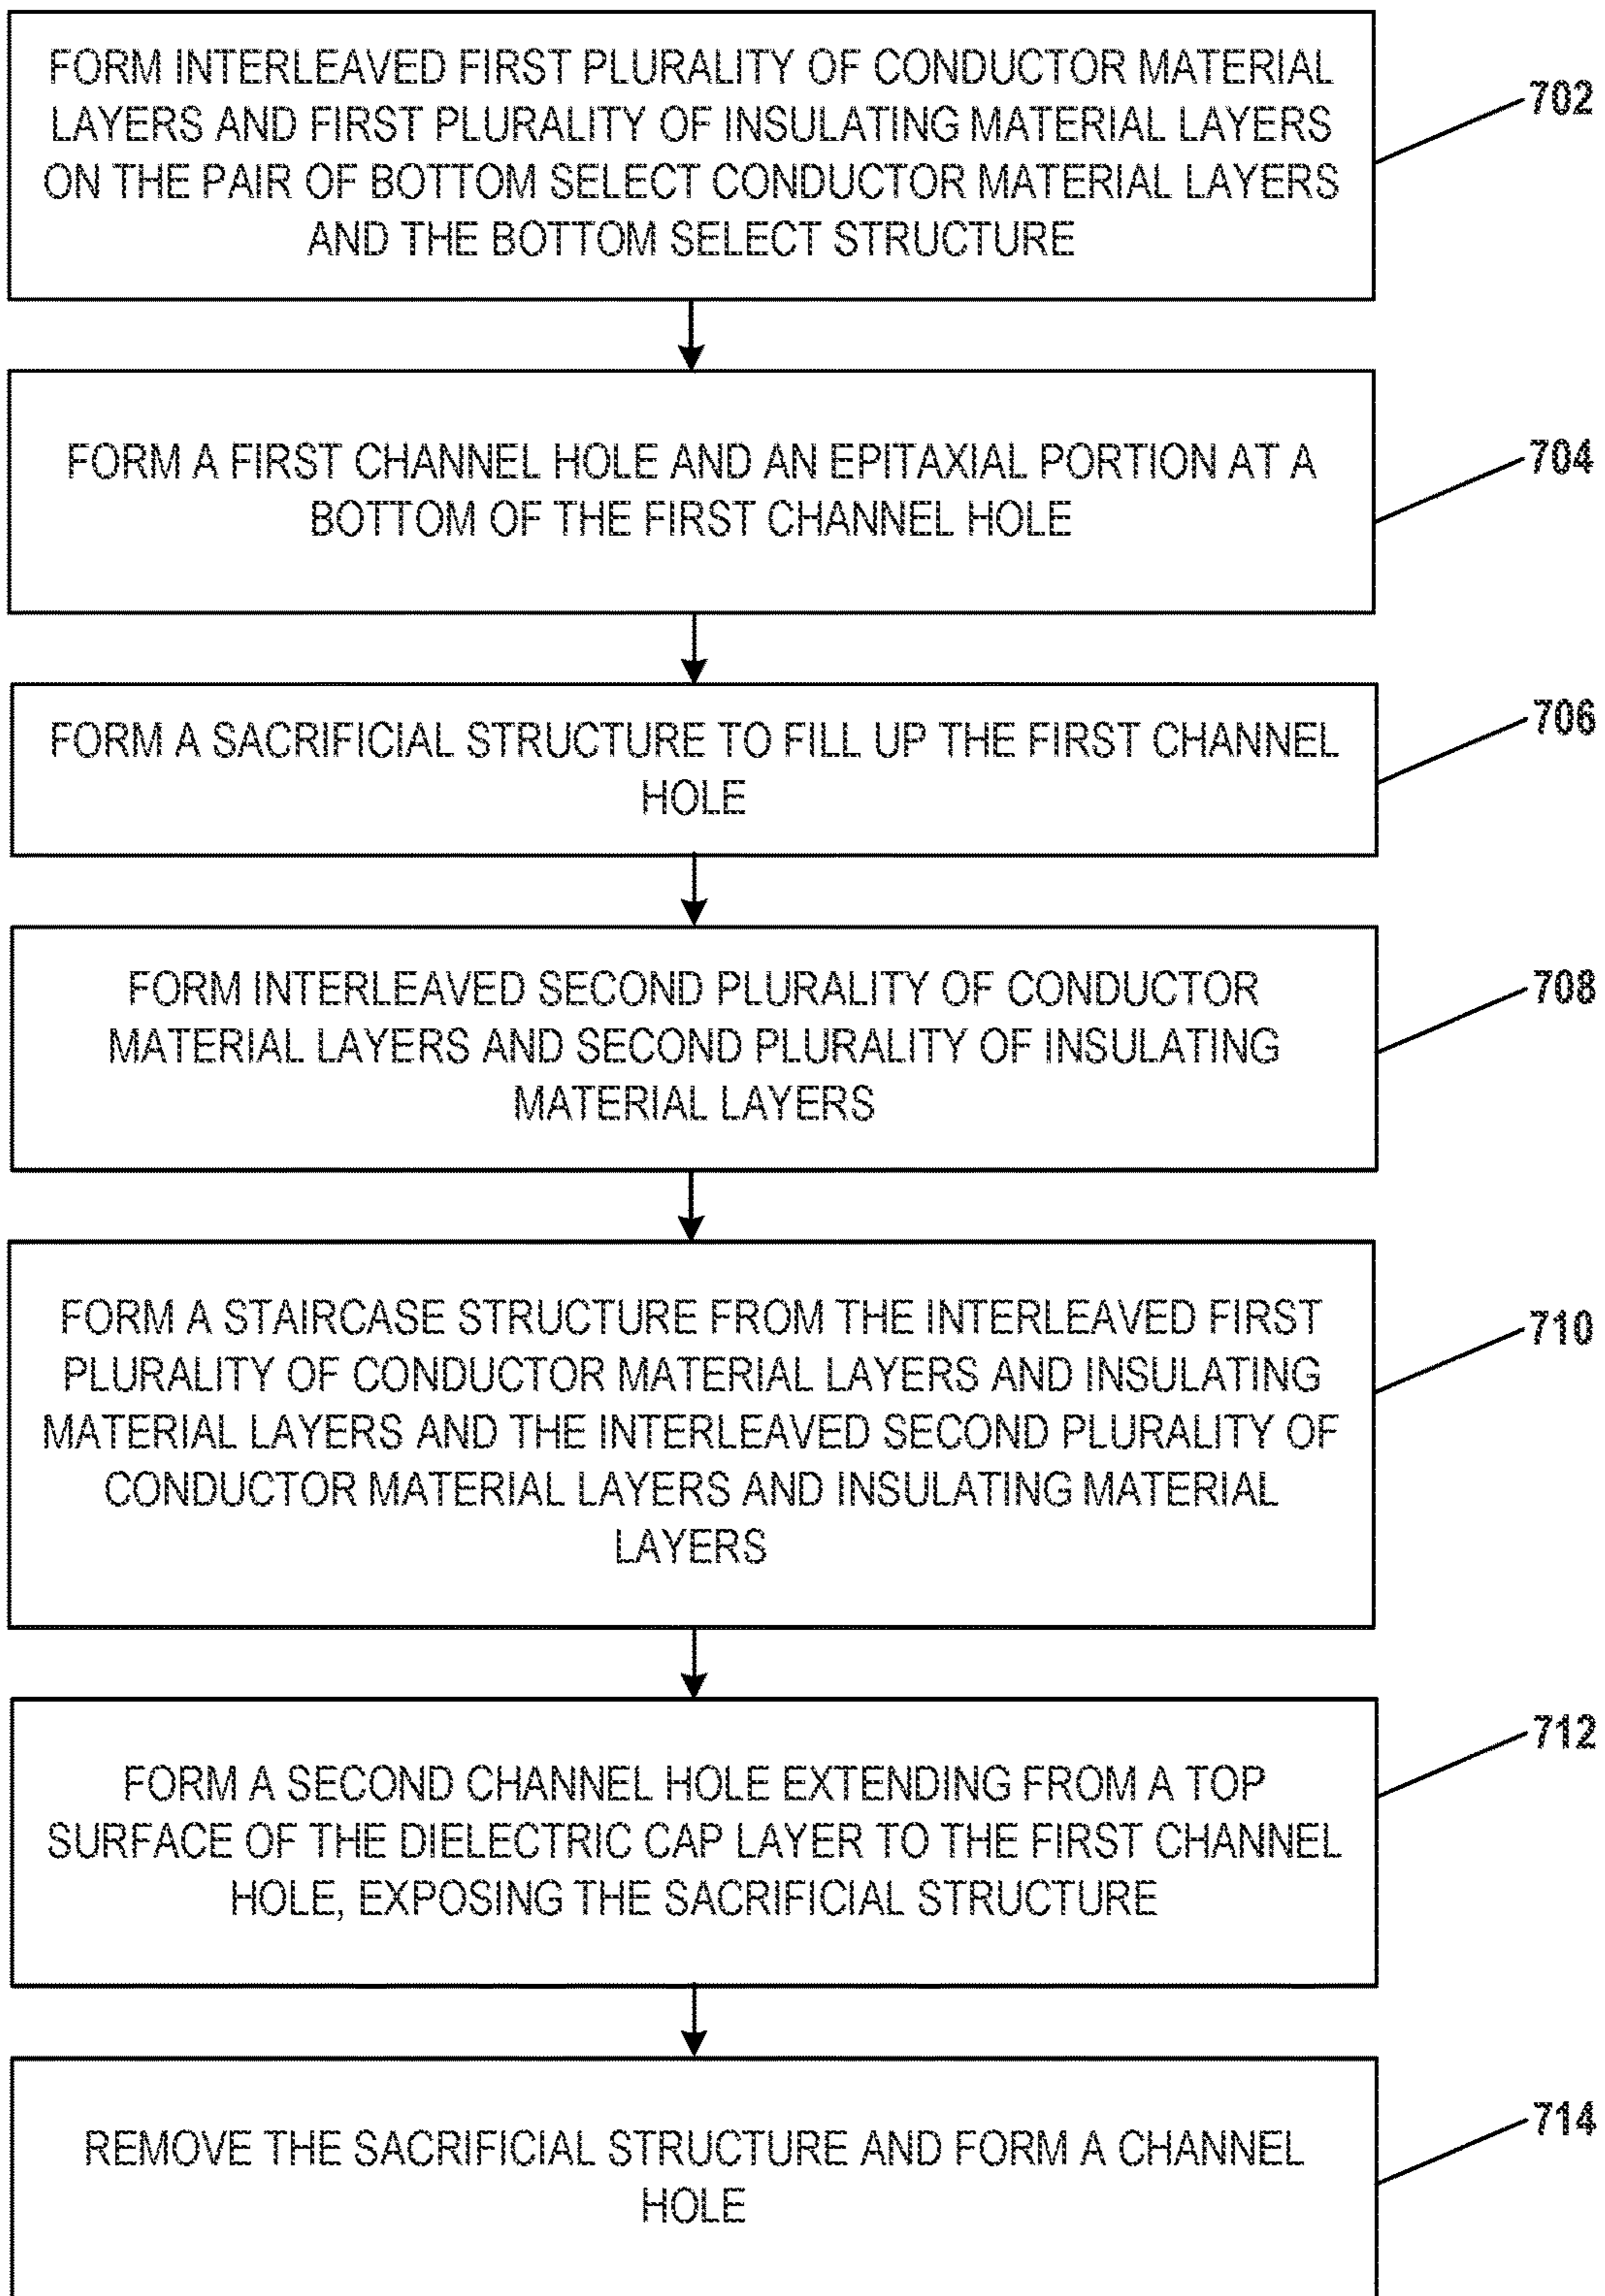 FORM INTERLEAVED FIRST PLURALITY OF CONDUCTOR MATERIAL
LAYERS AND FIRST PLURALITY OF INSULATING MATERIAL LAYERS
ON THE PAIR OF BOTTOM SELECT CONDUCTOR MATERIAL LAYERS
AND THE BOTTOM SELECT STRUCTURE
702
FORM A FIRST CHANNEL HOLE AND AN EPITAXIAL PORTION AT A
BOTTOM OF THE FIRST CHANNEL HOLE
704
FORM A SACRIFICIAL STRUCTURE TO FILL UP THE FIRST CHANNEL
HOLE
706
FORM INTERLEAVED SECOND PLURALITY OF CONDUCTOR
MATERIAL LAYERS AND SECOND PLURALITY OF INSULATING
MATERIAL LAYERS
708
FORM A STAIRCASE STRUCTURE FROM THE INTERLEAVED FIRST
PLURALITY OF CONDUCTOR MATERIAL LAYERS AND INSULATING
MATERIAL LAYERS AND THE INTERLEAVED SECOND PLURALITY OF
CONDUCTOR MATERIAL LAYERS AND INSULATING MATERIAL
LAYERS
710
FORM A SECOND CHANNEL HOLE EXTENDING FROM A TOP
SURFACE OF THE DIELECTRIC CAP LAYER TO THE FIRST CHANNEL
HOLE, EXPOSING THE SACRIFICIAL STRUCTURE
712
REMOVE THE SACRIFICIAL STRUCTURE AND FORM A CHANNEL
HOLE
714